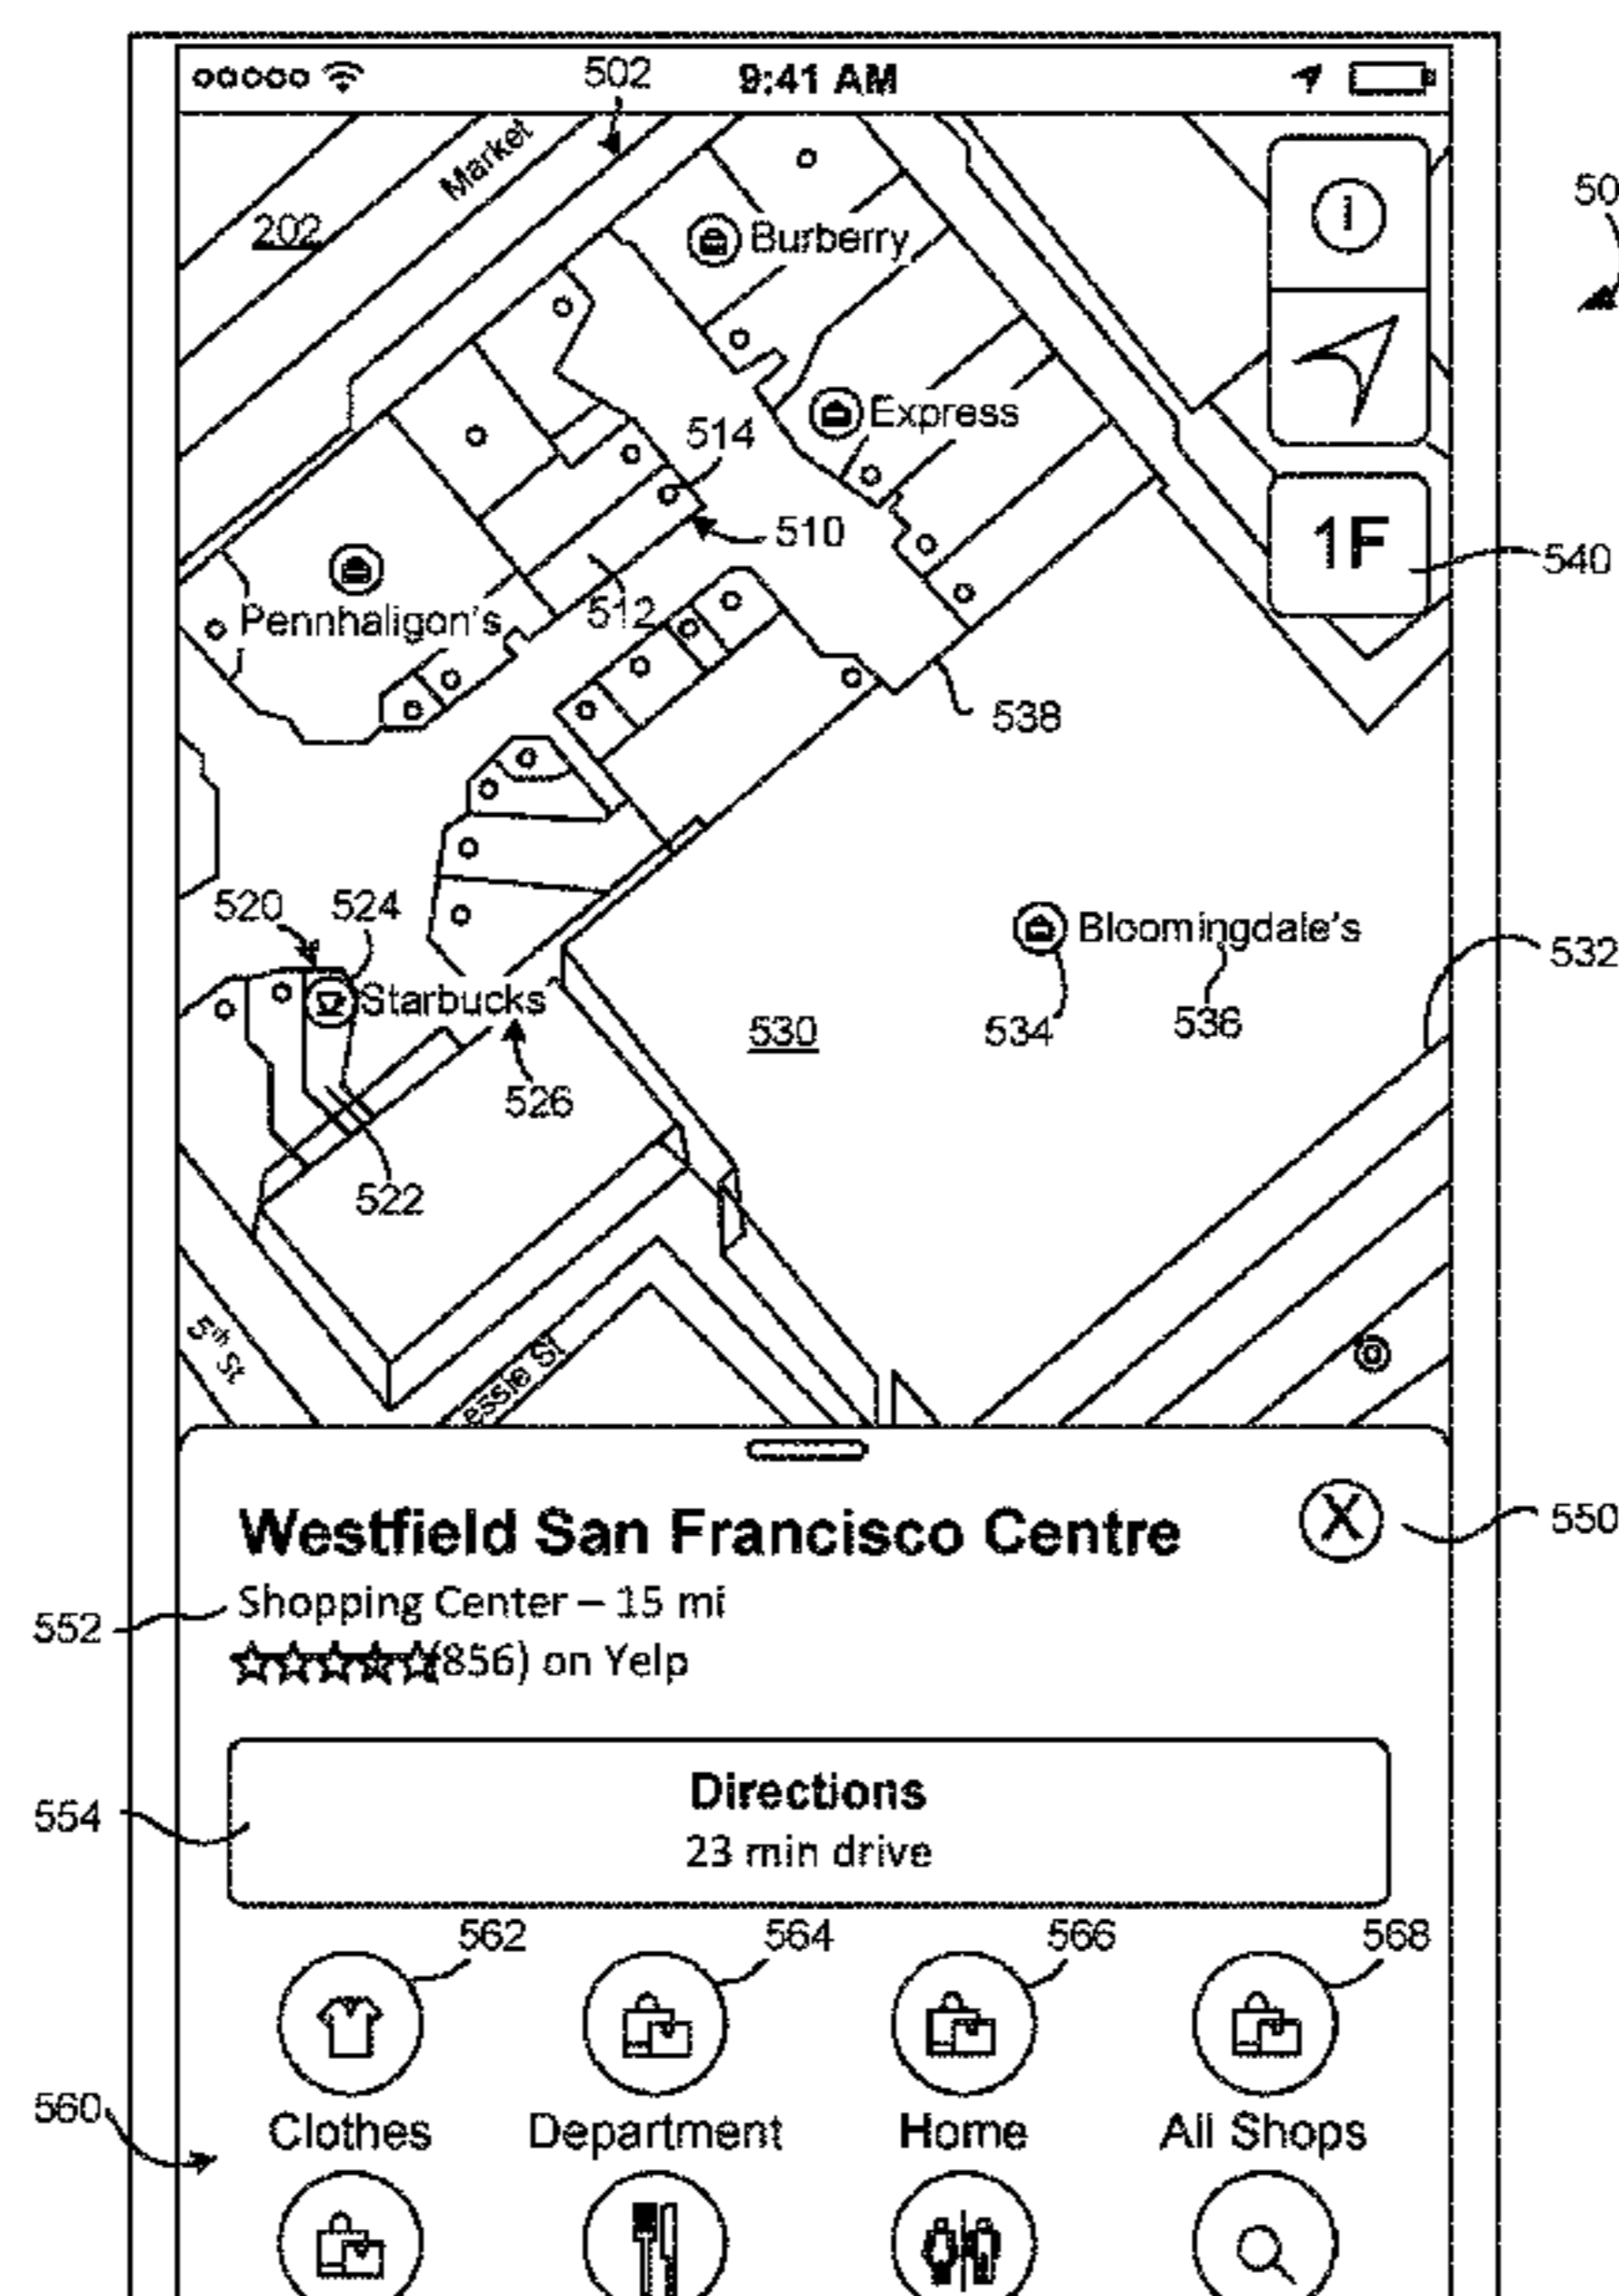 502
9:41 AM
Market
202
i
50
Burberry
514
Express
510
1F
540
512
Pennhaligon's
538
520
524
Bloomingdale's
532
Starbucks
530
534
536
526
522
5th St
essie St
Westfield San Francisco Centre
X
550
552
Shopping Center – 15 mi
(856) on Yelp
Directions
554
23 min drive
562
564
566
568
560
Clothes
Department
Home
All Shops